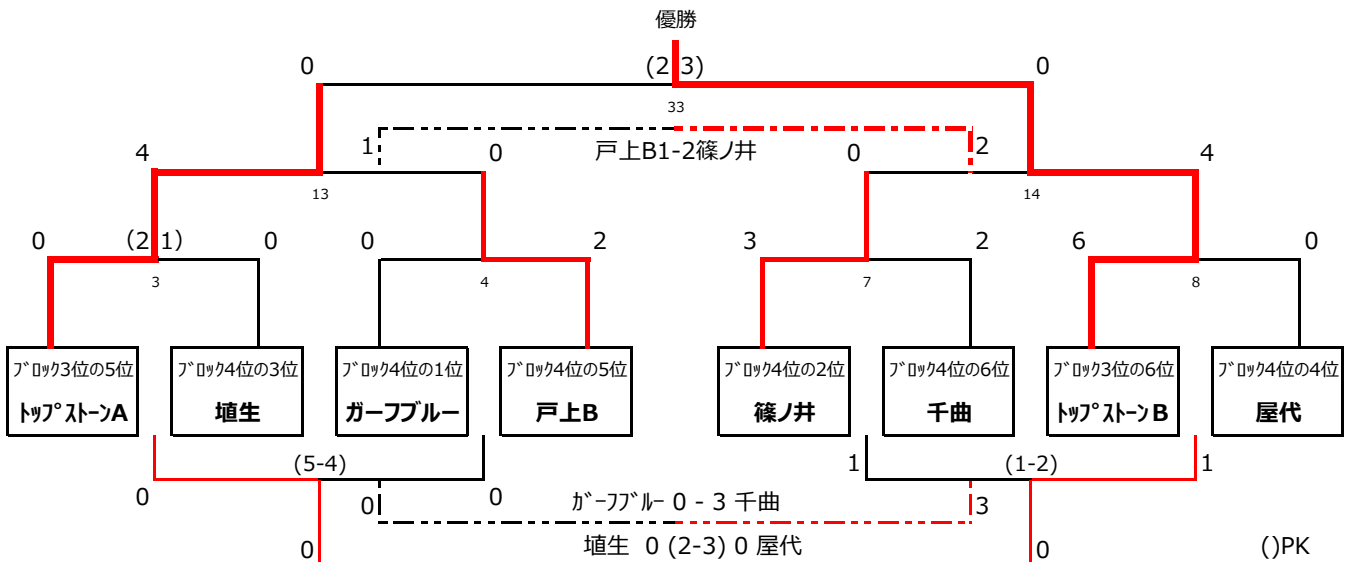 優勝
0 (2 3) 0
33
4 1 0 戸上B1-2篠ノ井 0 2 4
13 14
0 (2 1) 0 0 2 3 2 6 0
3 4 7 8
ﾌﾞﾛｯｸ3位の5位 ﾌﾞﾛｯｸ4位の3位 ﾌﾞﾛｯｸ4位の1位 ﾌﾞﾛｯｸ4位の5位 ﾌﾞﾛｯｸ4位の2位 ﾌﾞﾛｯｸ4位の6位 ﾌﾞﾛｯｸ3位の6位 ﾌﾞﾛｯｸ4位の4位
ﾄｯﾌﾟｽﾄｰﾝA 埴生 ガーフブルー 戸上B 篠ノ井 千曲 ﾄｯﾌﾟｽﾄｰﾝB 屋代
(5-4) 1 (1-2) 1
0 0 0 ｶﾞｰﾌﾌﾞﾙｰ 0 - 3 千曲 3
0 埴生 0 (2-3) 0 屋代 0 ()PK